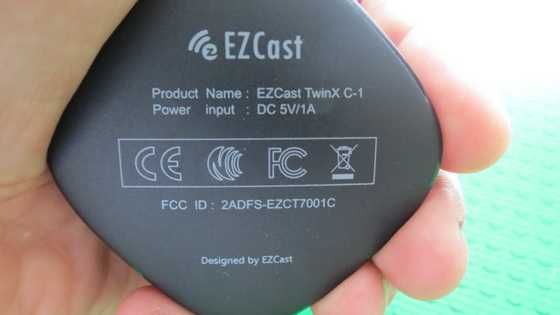 EZCast
Product Name : EZCast TwinX C-1
Power input : DC 5V/1A
CE FC
FCC ID : 2ADFS-EZCT7001C
Designed by EZCast